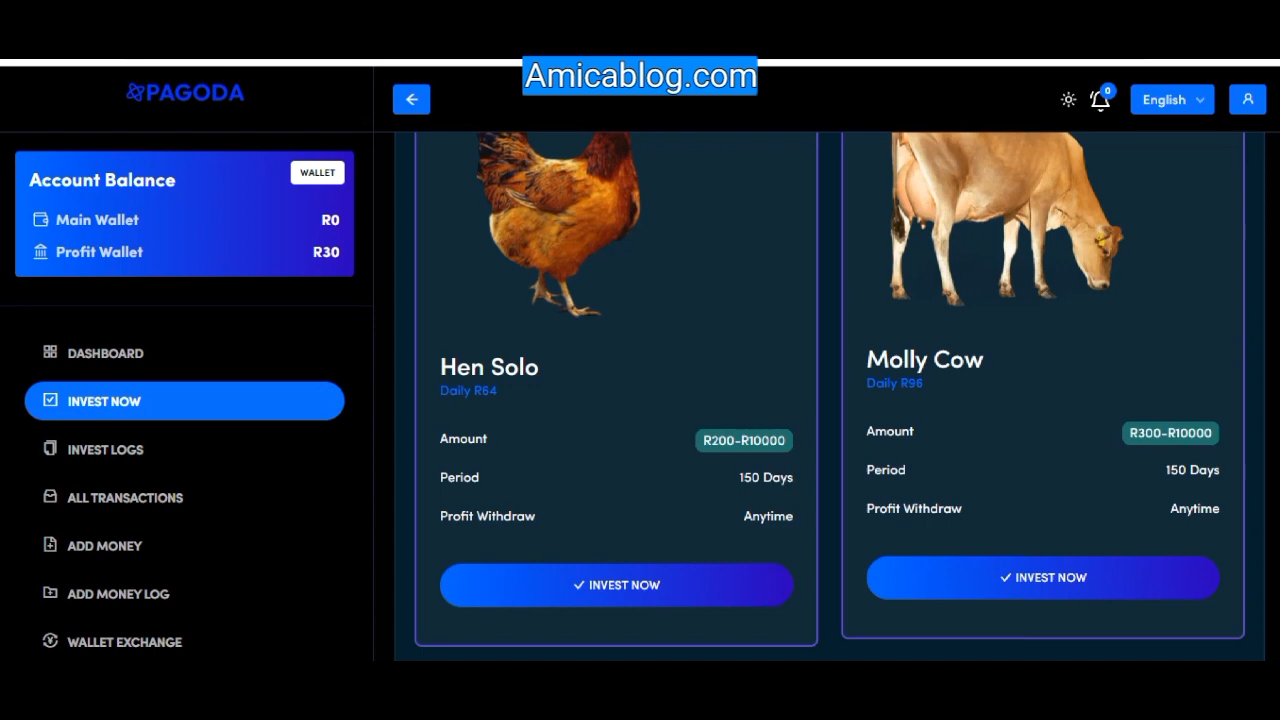 Amicablog.com
PAGODA
0
English
Account Balance
WALLET
Main Wallet R0
Profit Wallet R30
DASHBOARD
INVEST NOW
INVEST LOGS
ALL TRANSACTIONS
ADD MONEY
ADD MONEY LOG
WALLET EXCHANGE
Hen Solo
Daily R64
Amount R200-R10000
Period 150 Days
Profit Withdraw Anytime
INVEST NOW
Molly Cow
Daily R96
Amount R300-R10000
Period 150 Days
Profit Withdraw Anytime
INVEST NOW